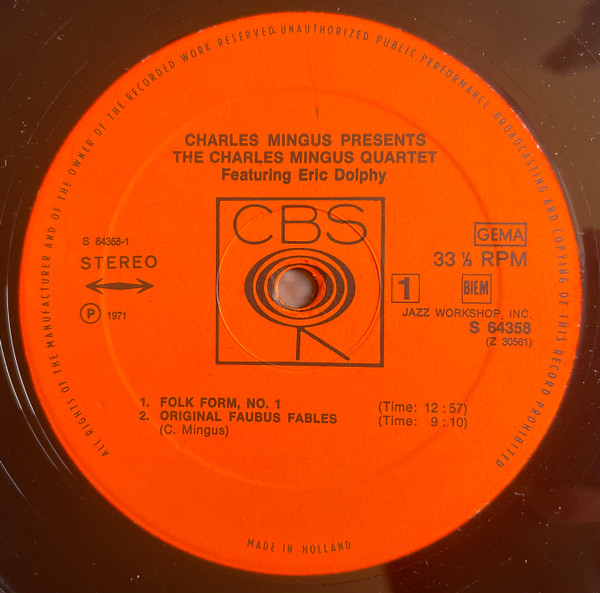 ALL RIGHTS OF THE MANUFACTURER AND OF THE OWNER OF THE RECORDED WORK RESERVED. UNAUTHORIZED PUBLIC PERFORMANCE BROADCASTING AND COPYING OF THIS RECORD PROHIBITED
CHARLES MINGUS PRESENTS
THE CHARLES MINGUS QUARTET
Featuring Eric Dolphy
CBS
S 64358-1
STEREO
Ⓟ 1971
GEMA
33 ⅓ RPM
1 BIEM
JAZZ WORKSHOP, INC.
S 64358
(Z 30561)
1. FOLK FORM, NO. 1 (Time: 12:57)
2. ORIGINAL FAUBUS FABLES (Time: 9:10)
(C. Mingus)
MADE IN HOLLAND